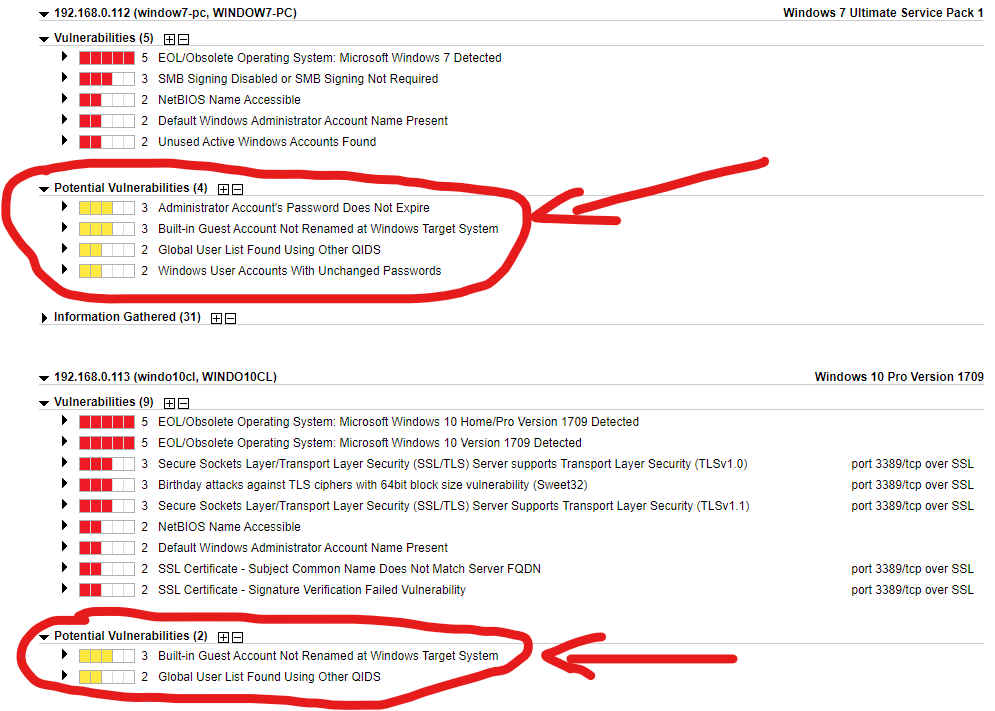 192.168.0.112 (window7-pc, WINDOW7-PC) Windows 7 Ultimate Service Pack 1
Vulnerabilities (5)
5 EOL/Obsolete Operating System: Microsoft Windows 7 Detected
3 SMB Signing Disabled or SMB Signing Not Required
2 NetBIOS Name Accessible
2 Default Windows Administrator Account Name Present
2 Unused Active Windows Accounts Found
Potential Vulnerabilities (4)
3 Administrator Account's Password Does Not Expire
3 Built-in Guest Account Not Renamed at Windows Target System
2 Global User List Found Using Other QIDS
2 Windows User Accounts With Unchanged Passwords
Information Gathered (31)
192.168.0.113 (windo10cl, WINDO10CL) Windows 10 Pro Version 1709
Vulnerabilities (9)
5 EOL/Obsolete Operating System: Microsoft Windows 10 Home/Pro Version 1709 Detected
5 EOL/Obsolete Operating System: Microsoft Windows 10 Version 1709 Detected
3 Secure Sockets Layer/Transport Layer Security (SSL/TLS) Server supports Transport Layer Security (TLSv1.0) port 3389/tcp over SSL
3 Birthday attacks against TLS ciphers with 64bit block size vulnerability (Sweet32) port 3389/tcp over SSL
3 Secure Sockets Layer/Transport Layer Security (SSL/TLS) Server Supports Transport Layer Security (TLSv1.1) port 3389/tcp over SSL
2 NetBIOS Name Accessible
2 Default Windows Administrator Account Name Present
2 SSL Certificate - Subject Common Name Does Not Match Server FQDN port 3389/tcp over SSL
2 SSL Certificate - Signature Verification Failed Vulnerability port 3389/tcp over SSL
Potential Vulnerabilities (2)
3 Built-in Guest Account Not Renamed at Windows Target System
2 Global User List Found Using Other QIDS